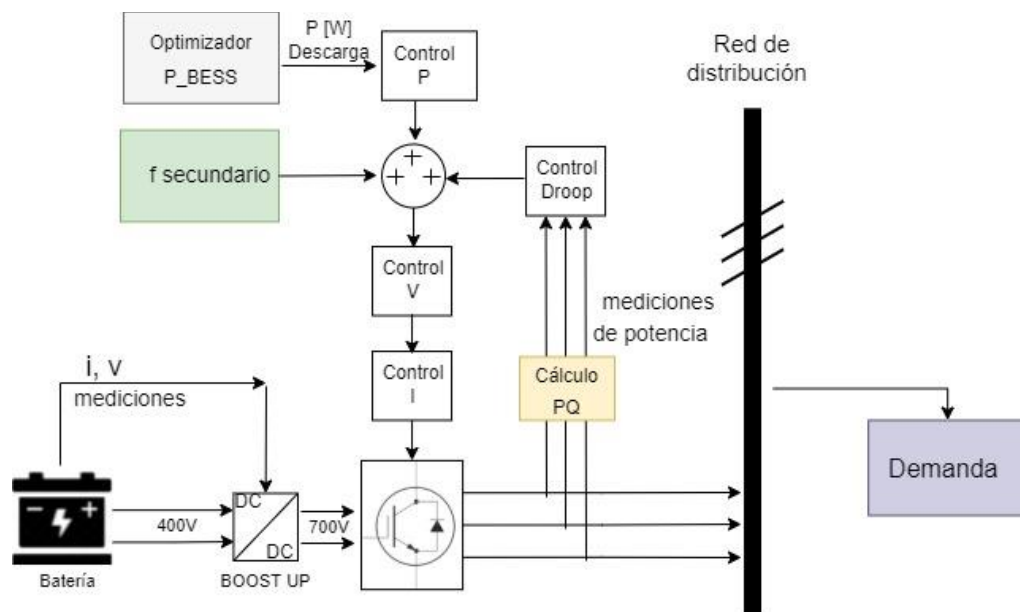 Optimizador
P_BESS
P [W]
Descarga
Control
P
Red de
distribución
f secundario
+
+ +
Control
Droop
Control
V
mediciones
de potencia
i, v
mediciones
Control
I
Cálculo
PQ
Demanda
- +
400V
DC
DC
700V
Batería
BOOST UP